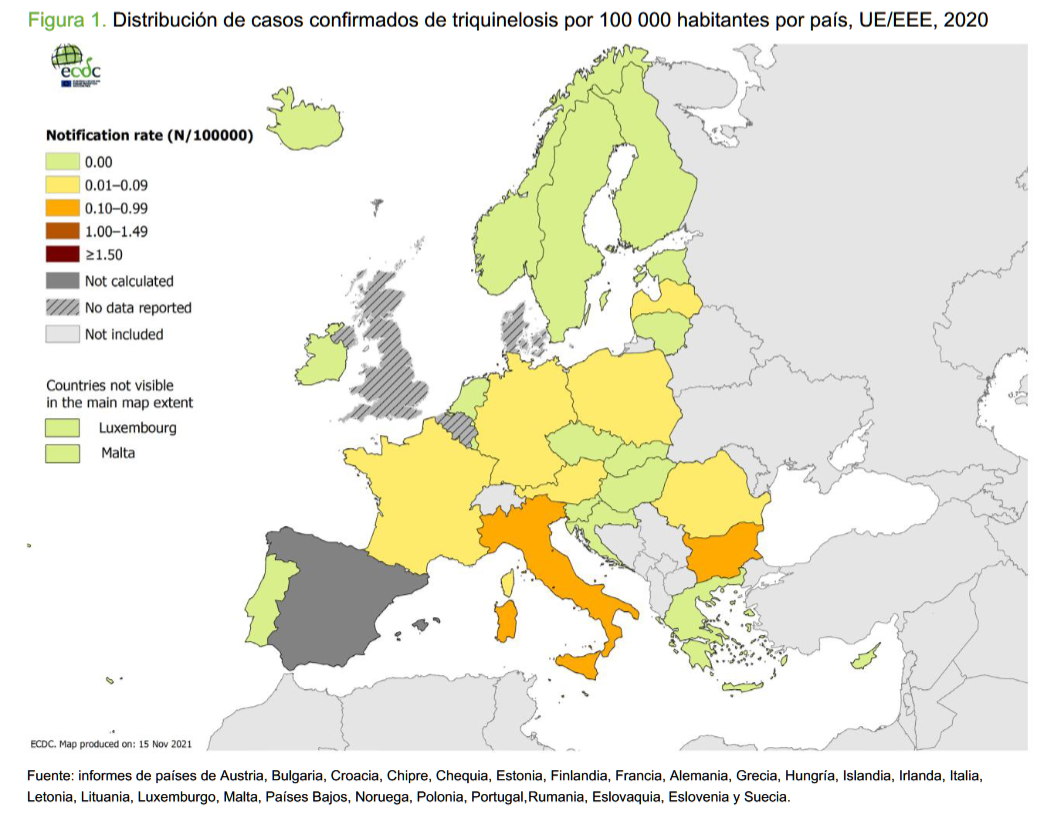 Figura 1. Distribución de casos confirmados de triquinelosis por 100 000 habitantes por país, UE/EEE, 2020
ecdc
Notification rate (N/100000)
0.00
0.01–0.09
0.10–0.99
1.00–1.49
≥1.50
Not calculated
No data reported
Not included
Countries not visible
in the main map extent
Luxembourg
Malta
ECDC. Map produced on: 15 Nov 2021
Fuente: informes de países de Austria, Bulgaria, Croacia, Chipre, Chequia, Estonia, Finlandia, Francia, Alemania, Grecia, Hungría, Islandia, Irlanda, Italia,
Letonia, Lituania, Luxemburgo, Malta, Países Bajos, Noruega, Polonia, Portugal,Rumania, Eslovaquia, Eslovenia y Suecia.